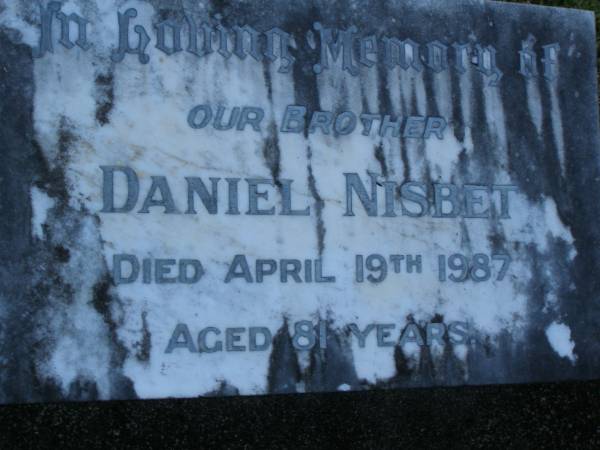 In Loving Memory of
OUR BROTHER
DANIEL NISBET
DIED APRIL 19TH 1987
AGED 81 YEARS.